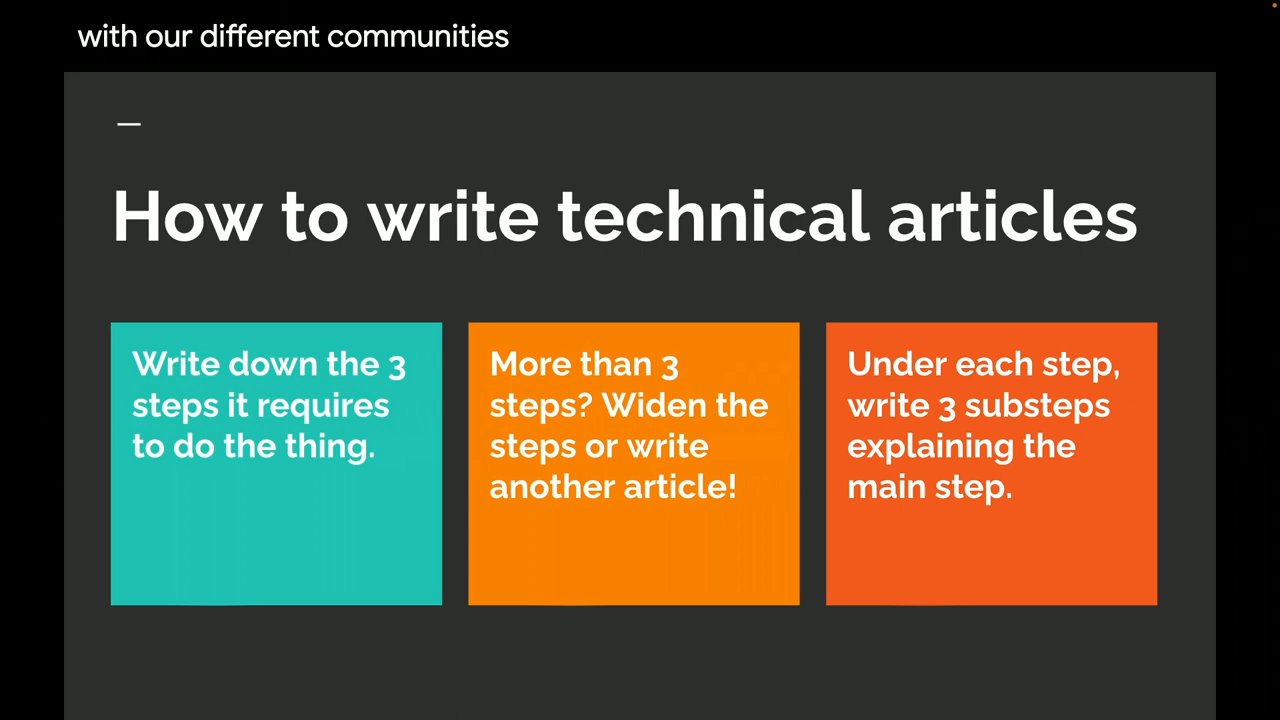 with our different communities
How to write technical articles
Write down the 3
steps it requires
to do the thing.
More than 3
steps? Widen the
steps or write
another article!
Under each step,
write 3 substeps
explaining the
main step.